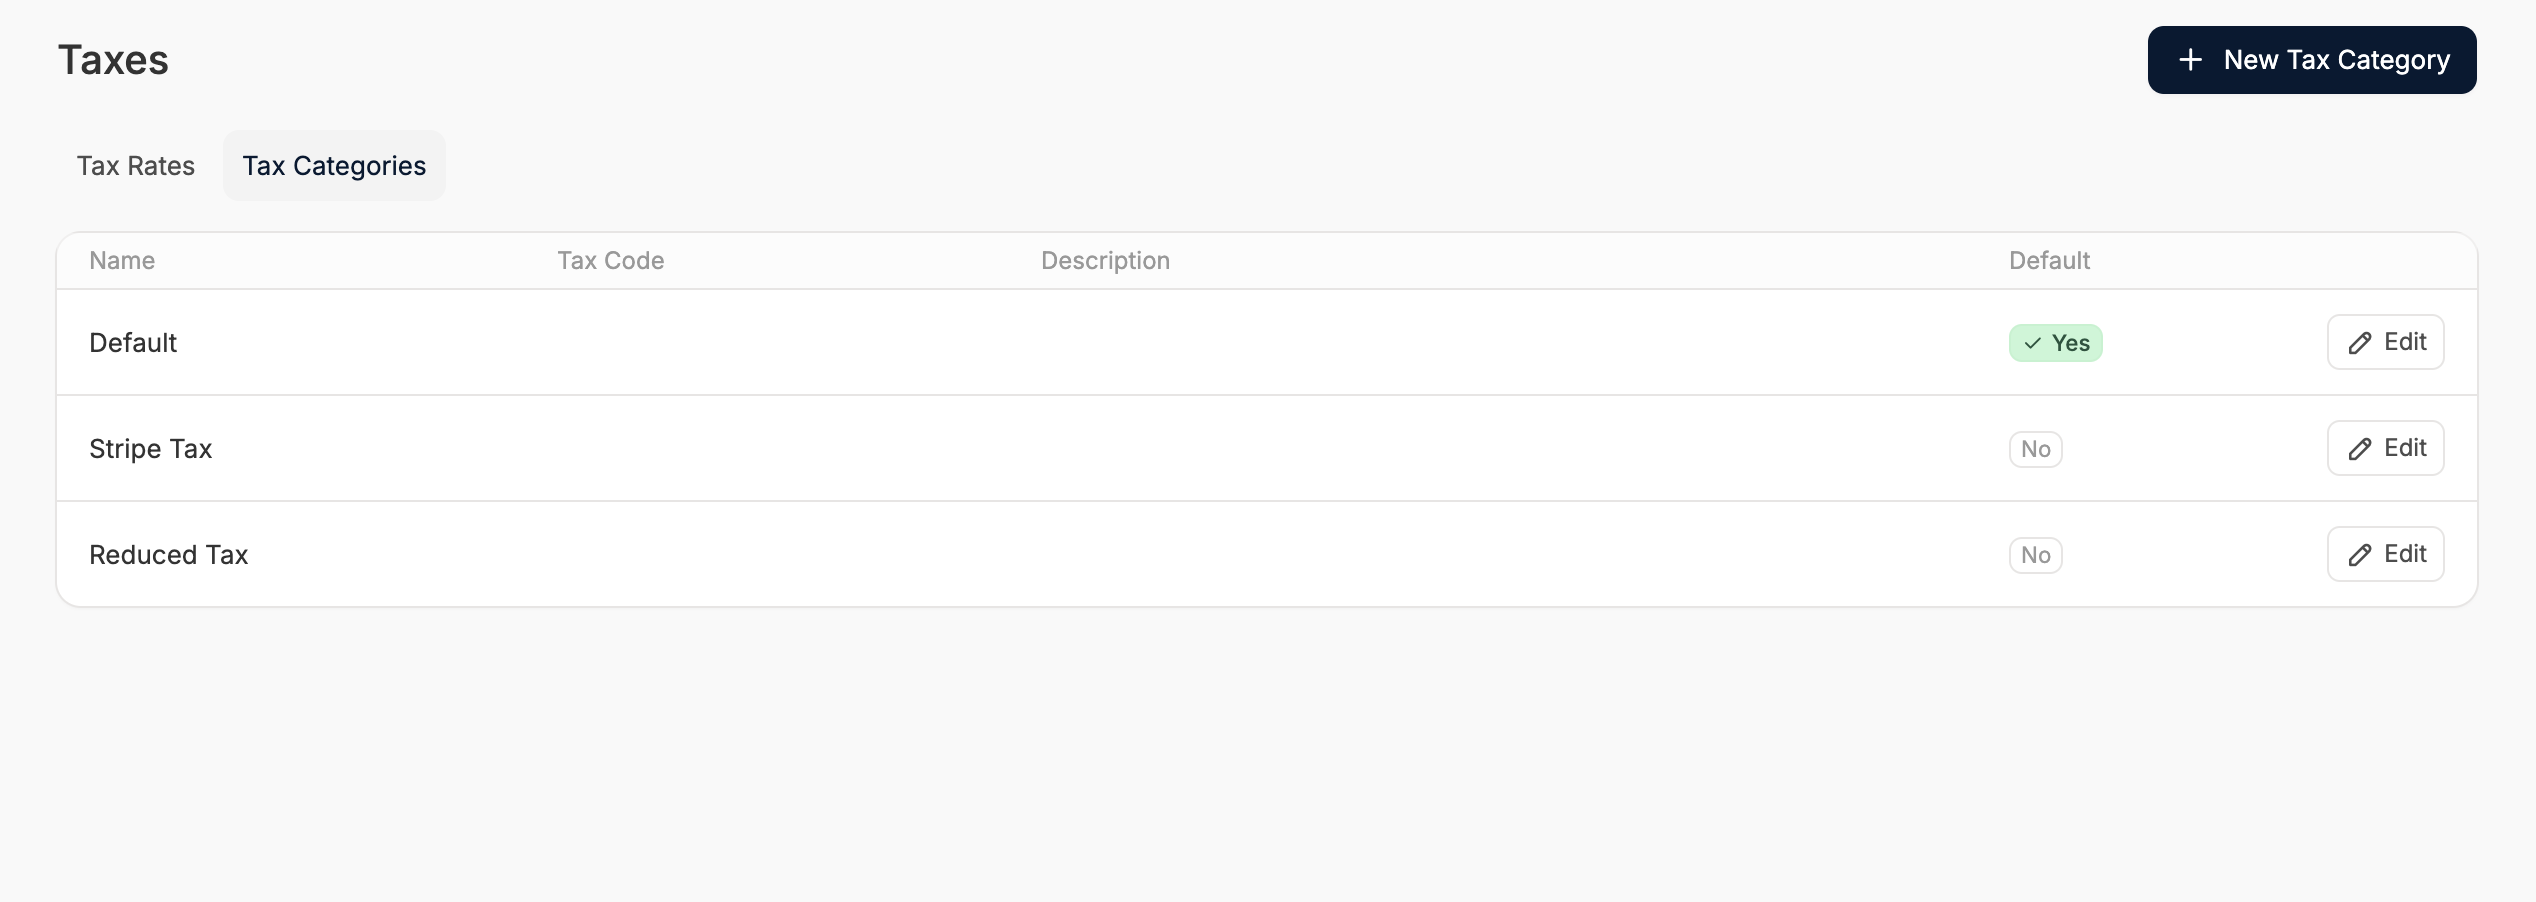 Taxes
New Tax Category
Tax Rates Tax Categories
Name Tax Code Description Default
Default Yes Edit
Stripe Tax No Edit
Reduced Tax No Edit